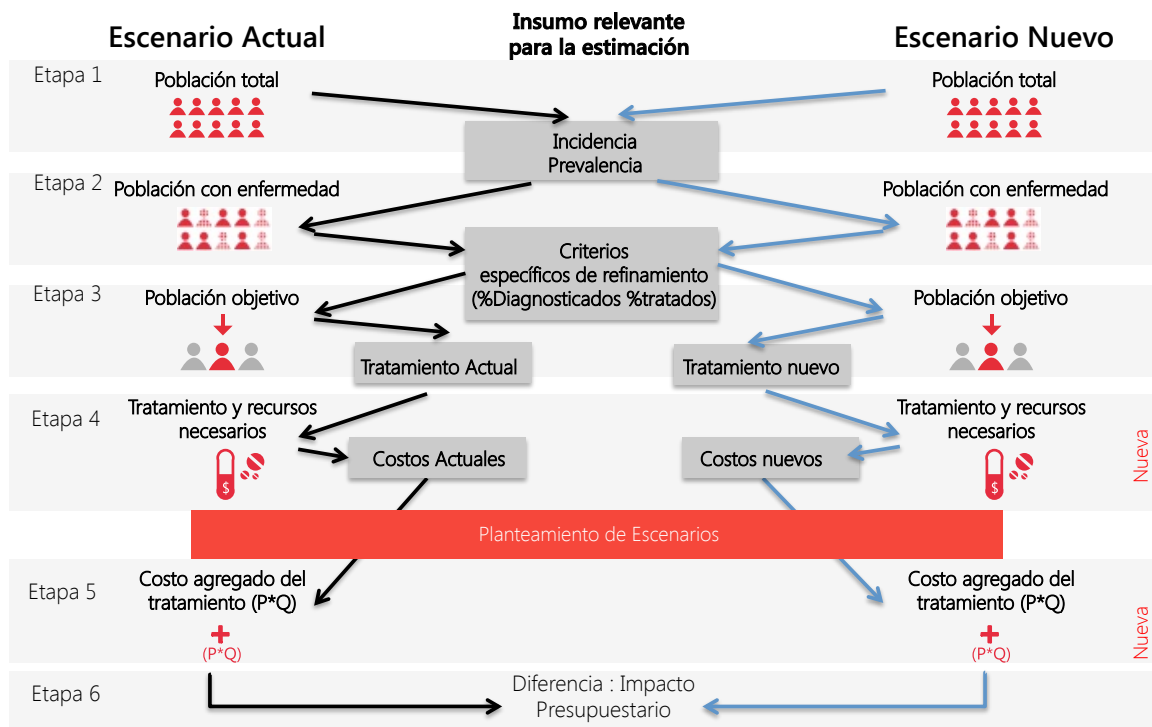 Escenario Actual
Insumo relevante
para la estimación
Escenario Nuevo
Etapa 1
Población total
Población total
Incidencia
Prevalencia
Etapa 2
Población con enfermedad
Población con enfermedad
Criterios
específicos de refinamiento
(%Diagnosticados %tratados)
Etapa 3
Población objetivo
Población objetivo
Tratamiento Actual
Tratamiento nuevo
Etapa 4
Tratamiento y recursos
necesarios
Tratamiento y recursos
necesarios
Costos Actuales
Costos nuevos
$
$
Nueva
Planteamiento de Escenarios
Etapa 5
Costo agregado del
tratamiento (P*Q)
Costo agregado del
tratamiento (P*Q)
(P*Q)
(P*Q)
Nueva
Etapa 6
Diferencia : Impacto
Presupuestario